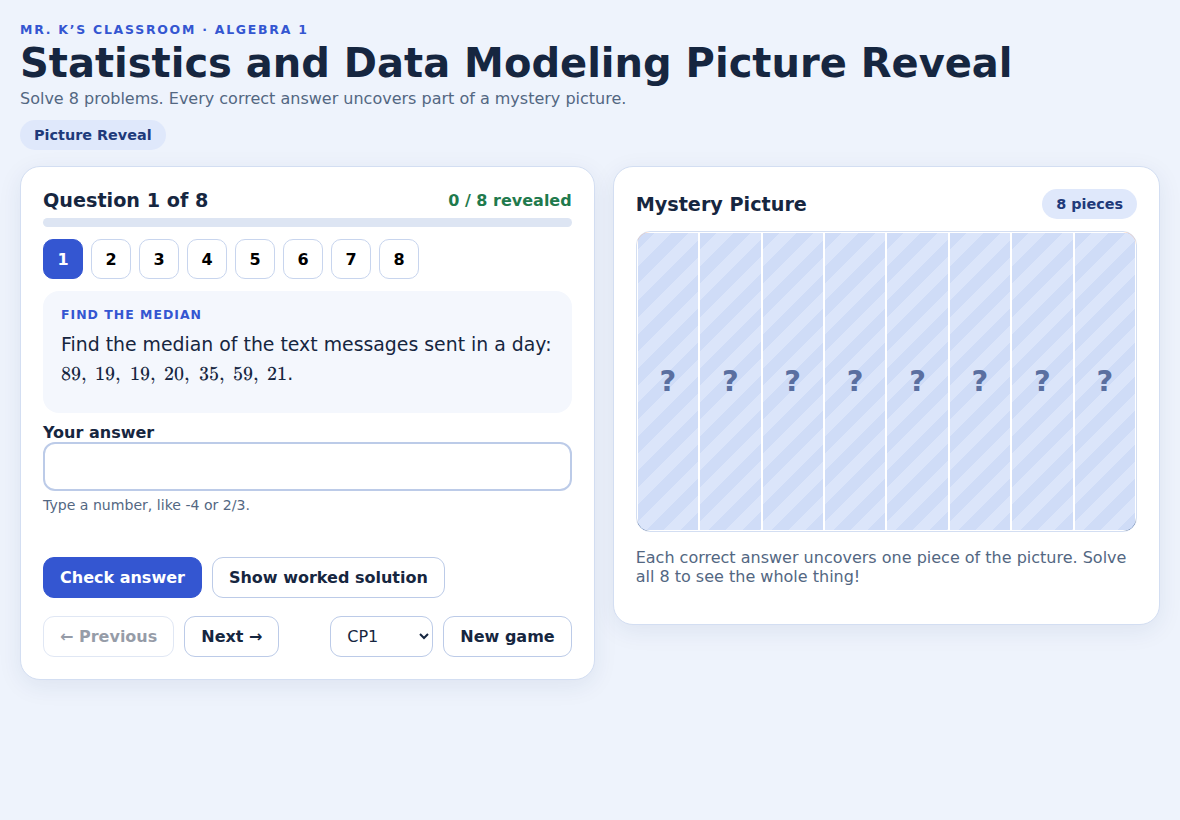 MR. K’S CLASSROOM · ALGEBRA 1
Statistics and Data Modeling Picture Reveal
Solve 8 problems. Every correct answer uncovers part of a mystery picture.
Picture Reveal
Question 1 of 8
0 / 8 revealed
1 2 3 4 5 6 7 8
FIND THE MEDIAN
Find the median of the text messages sent in a day:
89, 19, 19, 20, 35, 59, 21.
Your answer
Type a number, like -4 or 2/3.
Check answer
Show worked solution
← Previous
Next →
CP1
New game
Mystery Picture
8 pieces
? ? ? ? ? ? ? ?
Each correct answer uncovers one piece of the picture. Solve
all 8 to see the whole thing!